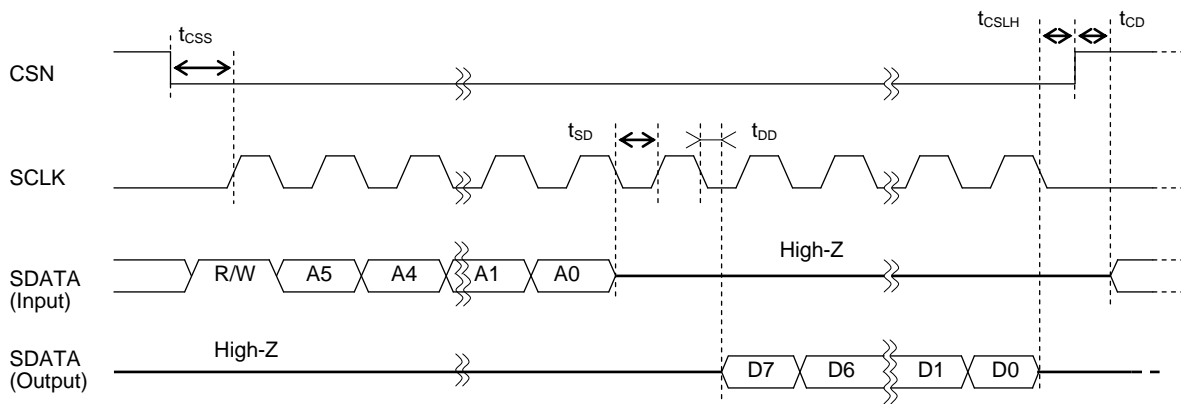 tCSS
tCSLH
tCD
CSN
tSD
tDD
SCLK
High-Z
SDATA
(Input)
R/W A5 A4 A1 A0
High-Z
SDATA
(Output)
D7 D6 D1 D0